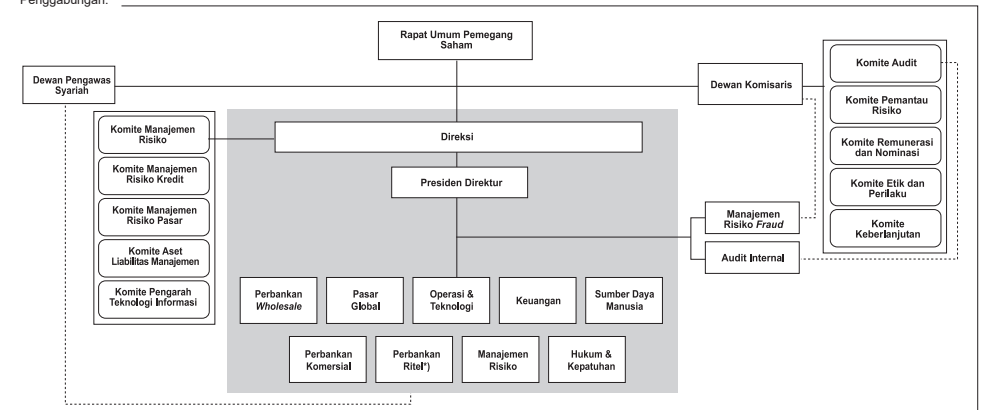 Penggabungan.
Rapat Umum Pemegang
Saham
Dewan Pengawas
Syariah
Dewan Komisaris
Komite Audit
Komite Pemantau
Risiko
Komite Remunerasi
dan Nominasi
Komite Etik dan
Perilaku
Komite
Keberlanjutan
Komite Manajemen
Risiko
Komite Manajemen
Risiko Kredit
Komite Manajemen
Risiko Pasar
Komite Aset
Liabilitas Manajemen
Komite Pengarah
Teknologi Informasi
Direksi
Presiden Direktur
Manajemen
Risiko Fraud
Audit Internal
Perbankan
Wholesale
Pasar
Global
Operasi &
Teknologi
Keuangan
Sumber Daya
Manusia
Perbankan
Komersial
Perbankan
Ritel*)
Manajemen
Risiko
Hukum &
Kepatuhan